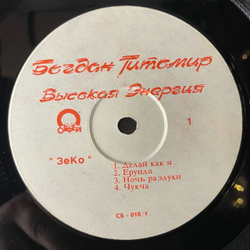 Богдан Титомир
Высокая Энергия
1
" ЗеКо "
1. Делай как я
2. Ерунда
3. Ночь разлуки
4. Чукча
СБ - 010/1